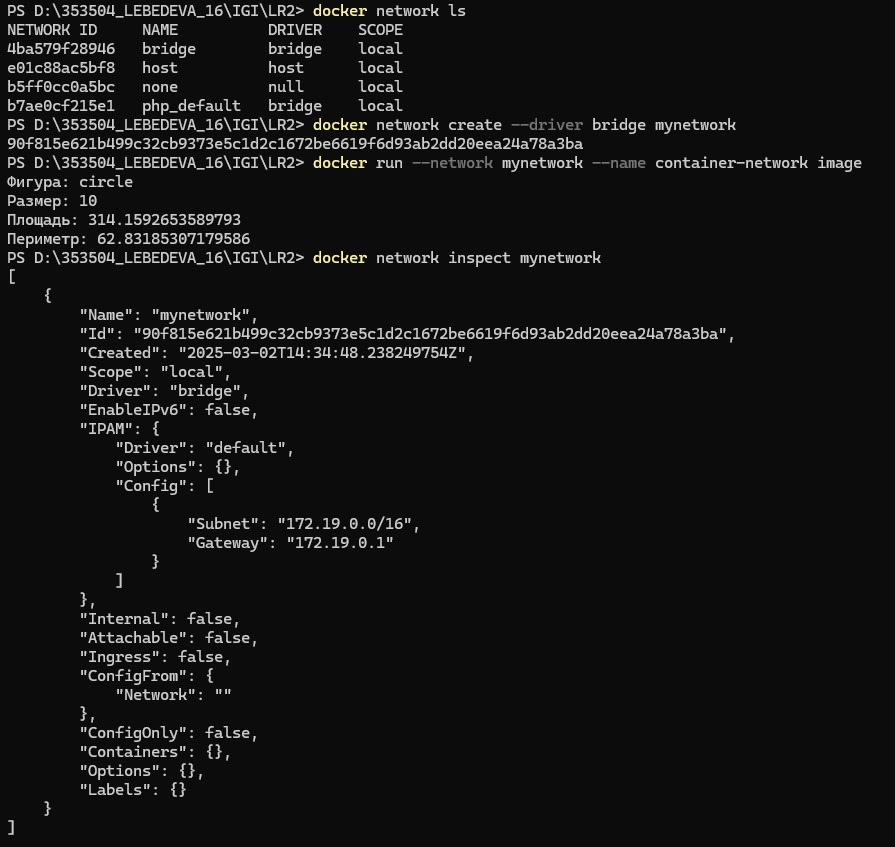 PS D:\353504_LEBEDEVA_16\IGI\LR2> docker network ls
NETWORK ID     NAME          DRIVER    SCOPE
4ba579f28946   bridge        bridge    local
e01c88ac5bf8   host          host      local
b5ff0cc0a5bc   none          null      local
b7ae0cf215e1   php_default   bridge    local
PS D:\353504_LEBEDEVA_16\IGI\LR2> docker network create --driver bridge mynetwork
90f815e621b499c32cb9373e5c1d2c1672be6619f6d93ab2dd20eea24a78a3ba
PS D:\353504_LEBEDEVA_16\IGI\LR2> docker run --network mynetwork --name container-network image
Фигура: circle
Размер: 10
Площадь: 314.1592653589793
Периметр: 62.83185307179586
PS D:\353504_LEBEDEVA_16\IGI\LR2> docker network inspect mynetwork
[
    {
        "Name": "mynetwork",
        "Id": "90f815e621b499c32cb9373e5c1d2c1672be6619f6d93ab2dd20eea24a78a3ba",
        "Created": "2025-03-02T14:34:48.238249754Z",
        "Scope": "local",
        "Driver": "bridge",
        "EnableIPv6": false,
        "IPAM": {
            "Driver": "default",
            "Options": {},
            "Config": [
                {
                    "Subnet": "172.19.0.0/16",
                    "Gateway": "172.19.0.1"
                }
            ]
        },
        "Internal": false,
        "Attachable": false,
        "Ingress": false,
        "ConfigFrom": {
            "Network": ""
        },
        "ConfigOnly": false,
        "Containers": {},
        "Options": {},
        "Labels": {}
    }
]